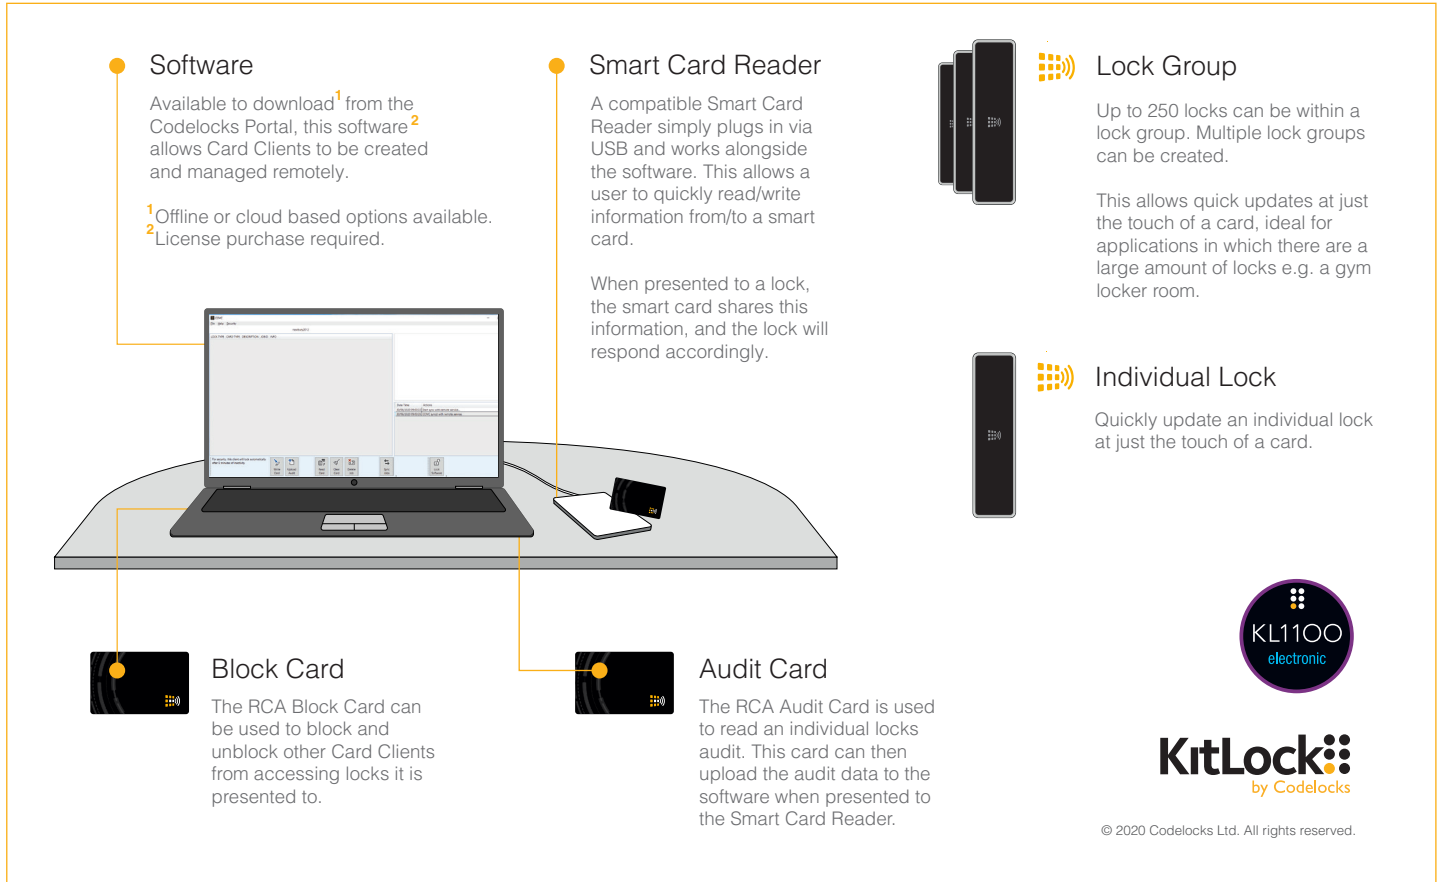 Software
Available to download1 from the
Codelocks Portal, this software2
allows Card Clients to be created
and managed remotely.
1Offline or cloud based options available.
2License purchase required.
Smart Card Reader
A compatible Smart Card
Reader simply plugs in via
USB and works alongside
the software. This allows a
user to quickly read/write
information from/to a smart
card.
When presented to a lock,
the smart card shares this
information, and the lock will
respond accordingly.
Lock Group
Up to 250 locks can be within a
lock group. Multiple lock groups
can be created.
This allows quick updates at just
the touch of a card, ideal for
applications in which there are a
large amount of locks e.g. a gym
locker room.
Individual Lock
Quickly update an individual lock
at just the touch of a card.
Block Card
The RCA Block Card can
be used to block and
unblock other Card Clients
from accessing locks it is
presented to.
Audit Card
The RCA Audit Card is used
to read an individual locks
audit. This card can then
upload the audit data to the
software when presented to
the Smart Card Reader.
KL1100
electronic
KitLock
by Codelocks
© 2020 Codelocks Ltd. All rights reserved.